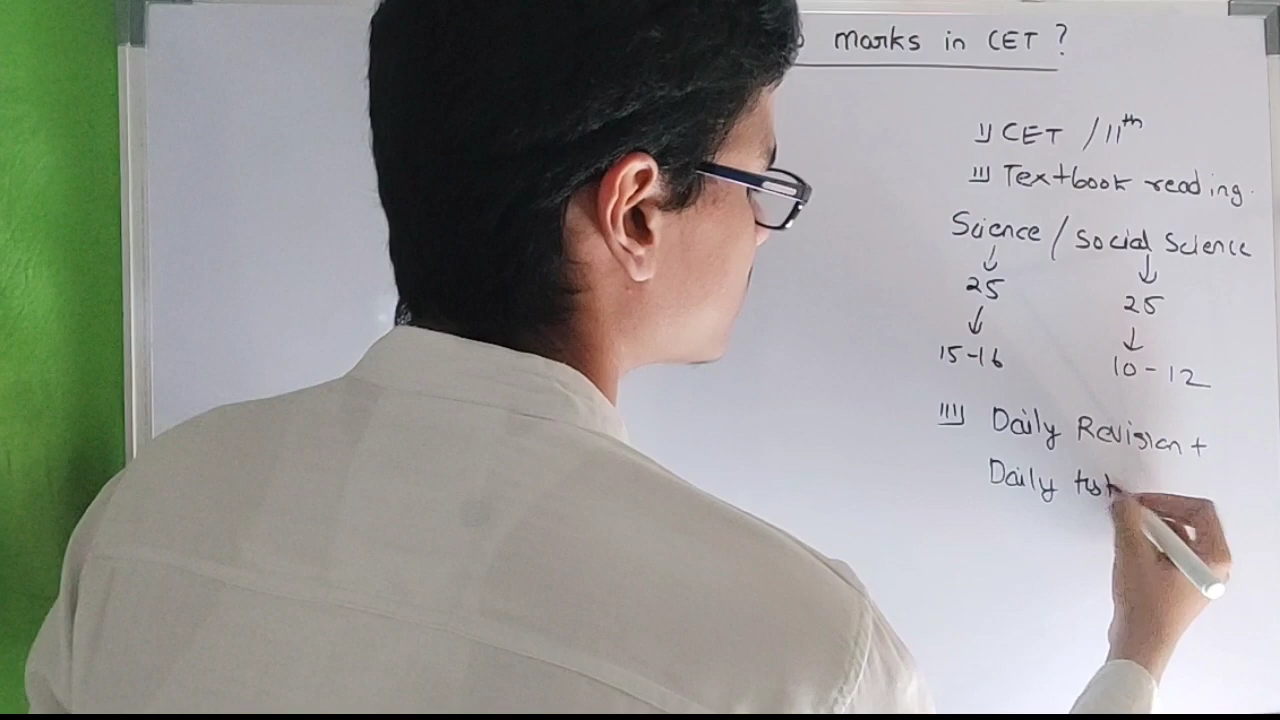 marks in CET ?
I) CET / 11th
II) Textbook reading.
Science / Social Science
↓ ↓
25 25
↓ ↓
15-16 10-12
III) Daily Revision +
Daily test